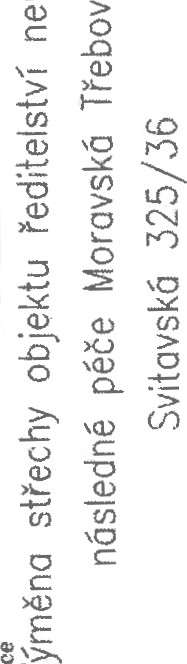 ce
ýměna střechy objektu ředitelství ne
následné péče Moravská Třebov
Svitavská 325/36